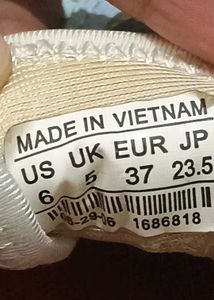 MADE IN VIETNAM
US UK EUR JP
6 5 37 23.5
1686818